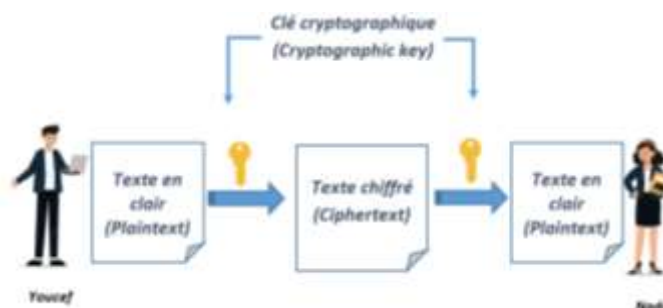 Clé cryptographique
(Cryptographic key)
Texte en
clair
(Plaintext)
Texte chiffré
(Ciphertext)
Texte en
clair
(Plaintext)
Youcef